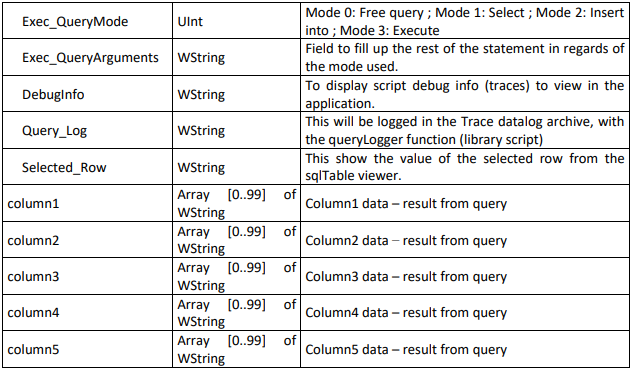 Exec_QueryMode UInt Mode 0: Free query ; Mode 1: Select ; Mode 2: Insert
into ; Mode 3: Execute
Exec_QueryArguments WString Field to fill up the rest of the statement in regards of
the mode used.
DebugInfo WString To display script debug info (traces) to view in the
application.
Query_Log WString This will be logged in the Trace datalog archive, with
the queryLogger function (library script)
Selected_Row WString This show the value of the selected row from the
sqlTable viewer.
column1 Array [0..99] of
WString Column1 data – result from query
column2 Array [0..99] of
WString Column2 data – result from query
column3 Array [0..99] of
WString Column3 data – result from query
column4 Array [0..99] of
WString Column4 data – result from query
column5 Array [0..99] of
WString Column5 data – result from query